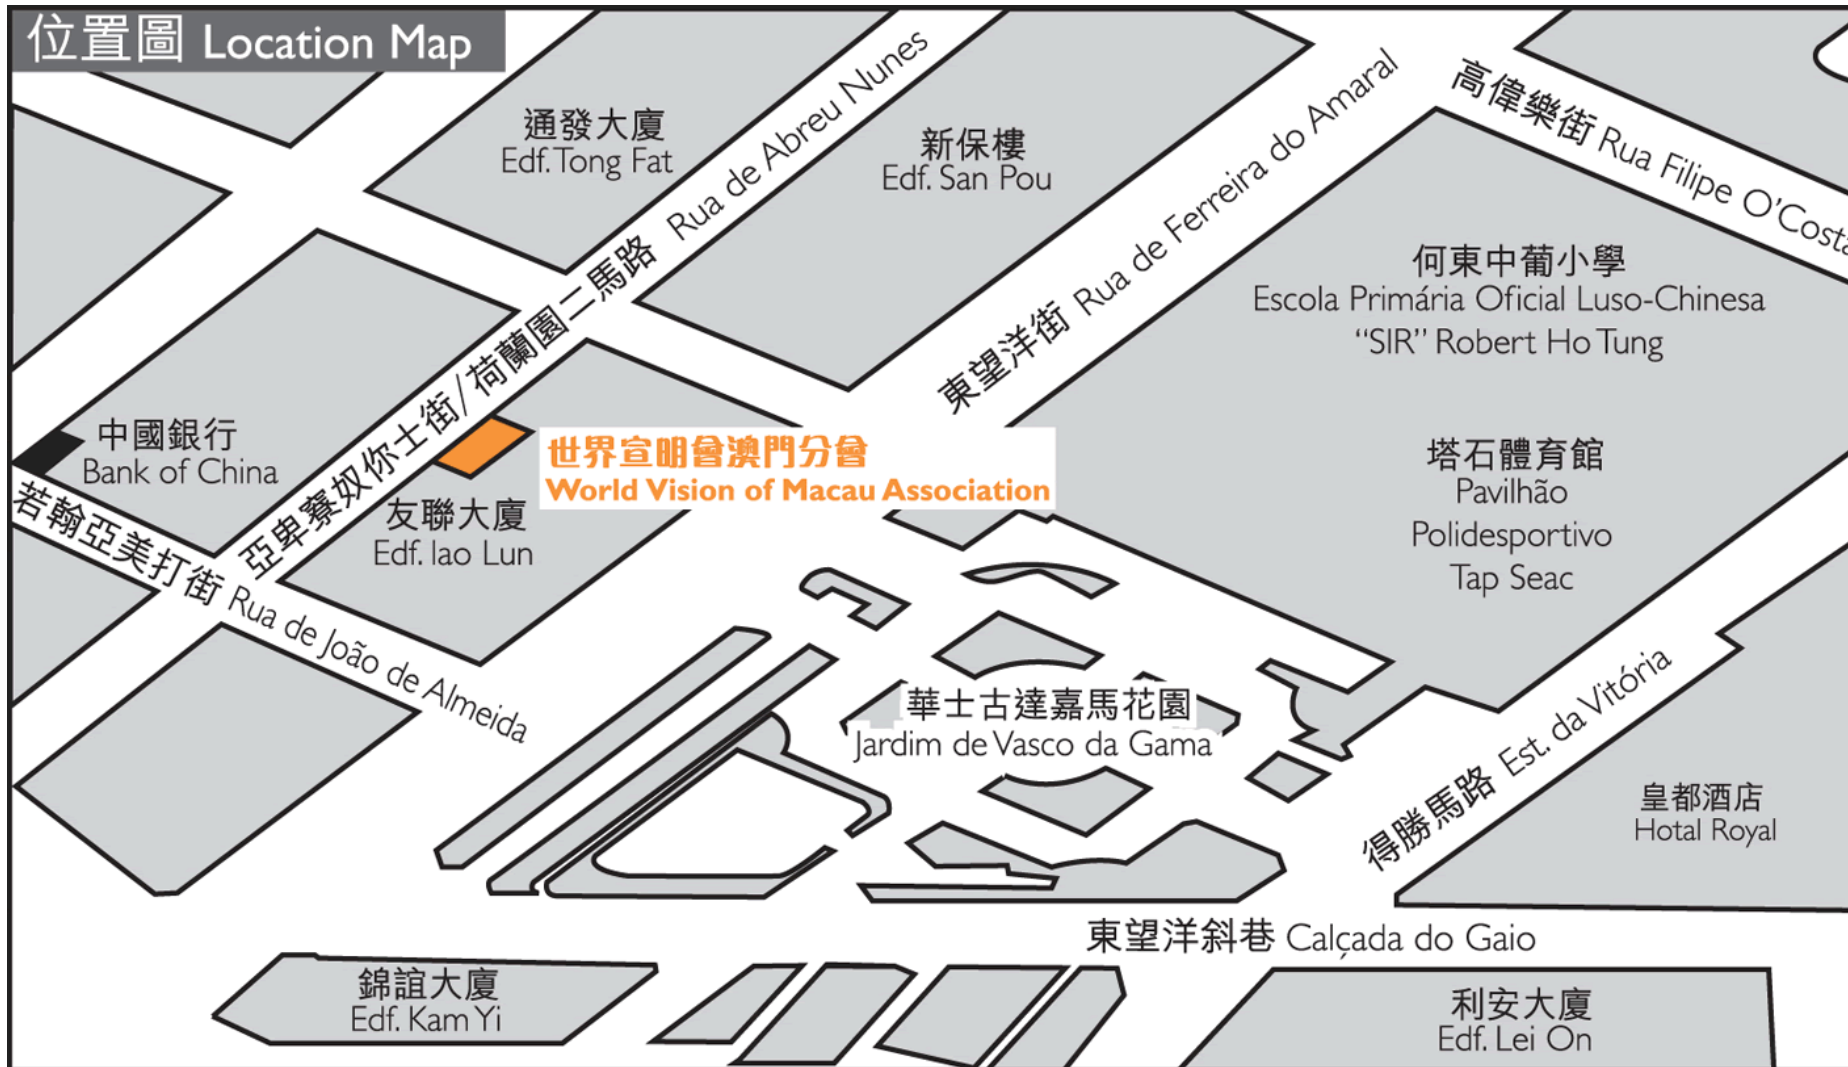 位置圖 Location Map
通發大廈
Edf. Tong Fat
亞卑寮奴你士街/荷蘭園二馬路 Rua de Abreu Nunes
新保樓
Edf. San Pou
東望洋街 Rua de Ferreira do Amaral
高偉樂街 Rua Filipe O'Costa
何東中葡小學
Escola Primária Oficial Luso-Chinesa
“SIR” Robert Ho Tung
中國銀行
Bank of China
世界宣明會澳門分會
World Vision of Macau Association
塔石體育館
Pavilhão
Polidesportivo
Tap Seac
友聯大廈
Edf. Iao Lun
若翰亞美打街 Rua de João de Almeida
華士古達嘉馬花園
Jardim de Vasco da Gama
得勝馬路 Est. da Vitória
皇都酒店
Hotal Royal
東望洋斜巷 Calçada do Gaio
錦誼大廈
Edf. Kam Yi
利安大廈
Edf. Lei On